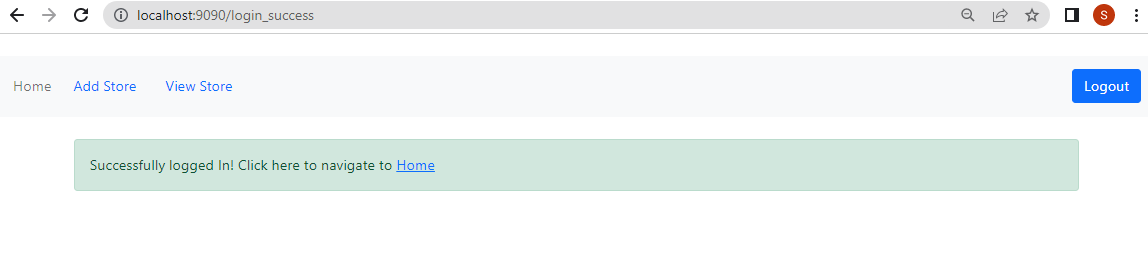 localhost:9090/login_success
S
Home Add Store View Store Logout
Successfully logged In! Click here to navigate to Home